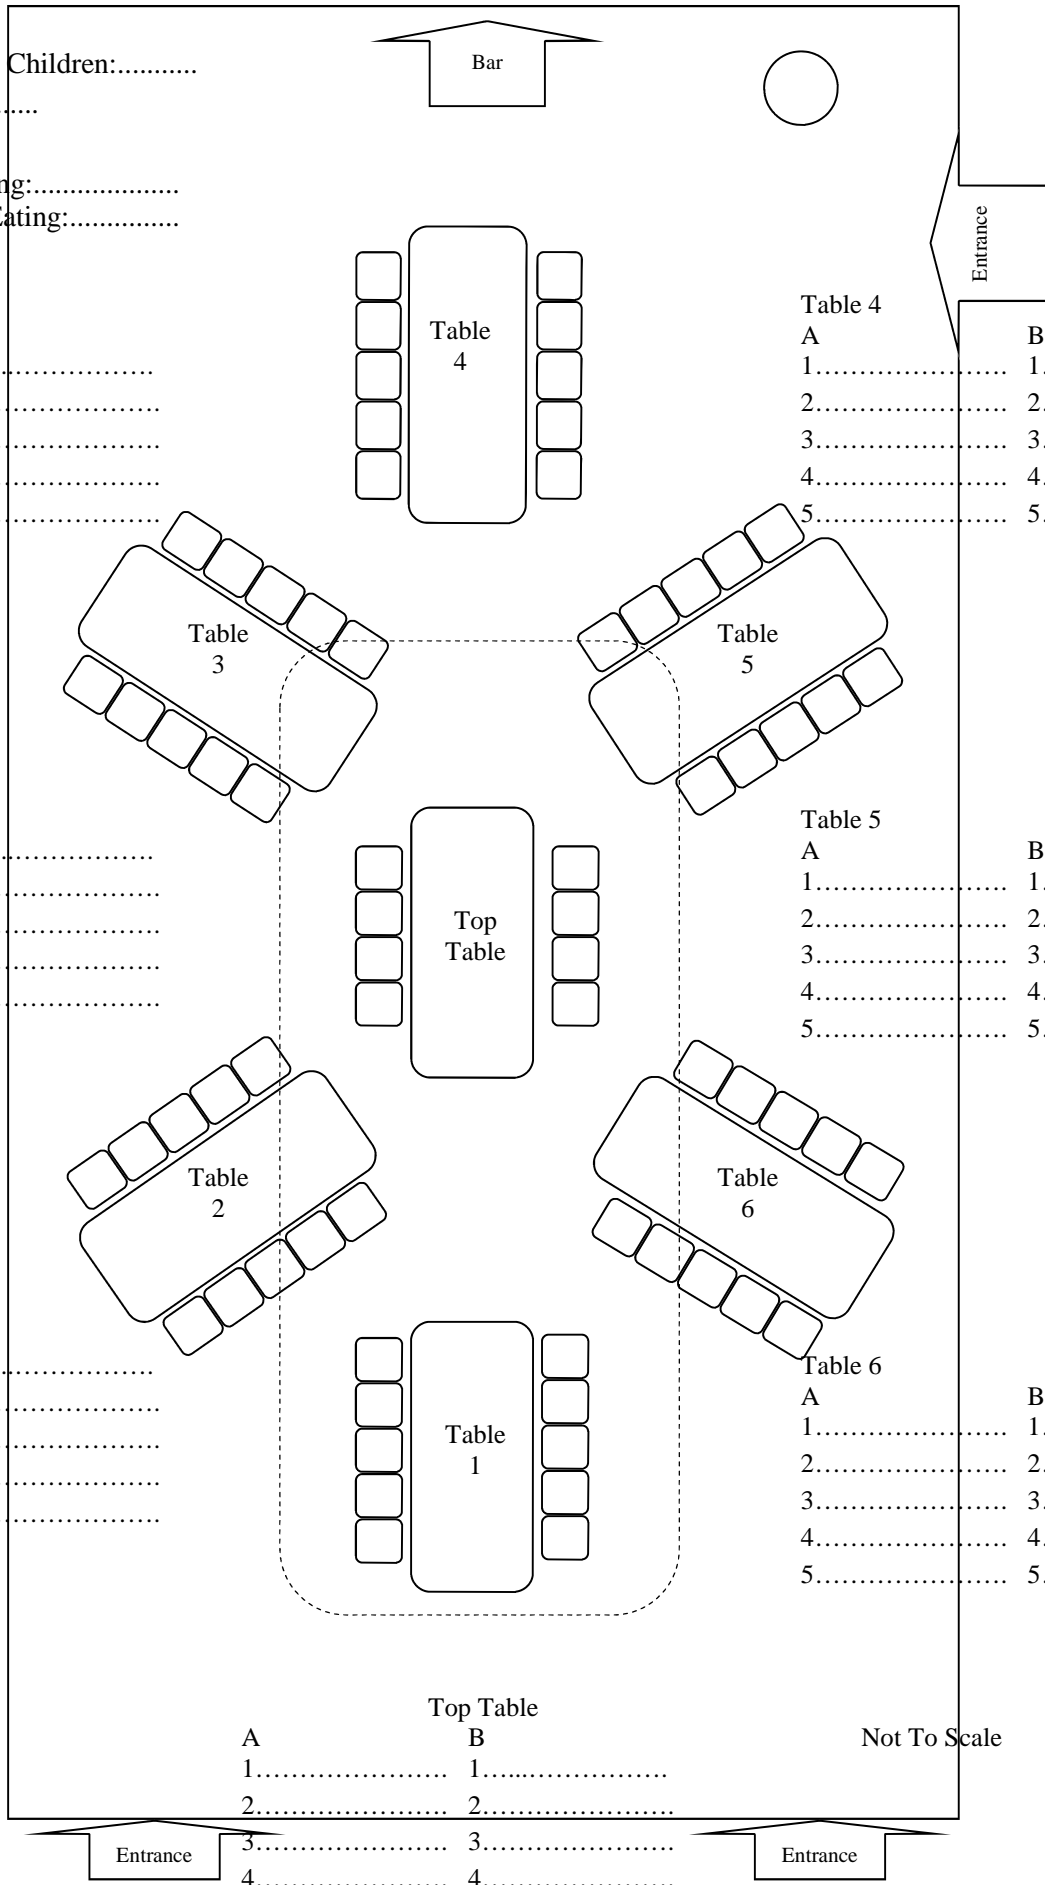 Bar
Children:...........
......
ng:....................
Eating:...............
Entrance
Table
4
Table 4
A B
1........................ 1.
2........................ 2.
3........................ 3.
4........................ 4.
5........................ 5.
Table
3
Table
5
Table 5
A B
1........................ 1.
2........................ 2.
3........................ 3.
4........................ 4.
5........................ 5.
Top
Table
Table
2
Table
6
Table 6
A B
1........................ 1.
2........................ 2.
3........................ 3.
4........................ 4.
5........................ 5.
Table
1
Top Table
A B
Not To Scale
1........................ 1........................
2........................ 2........................
3........................ 3........................
4........................ 4........................
Entrance
Entrance